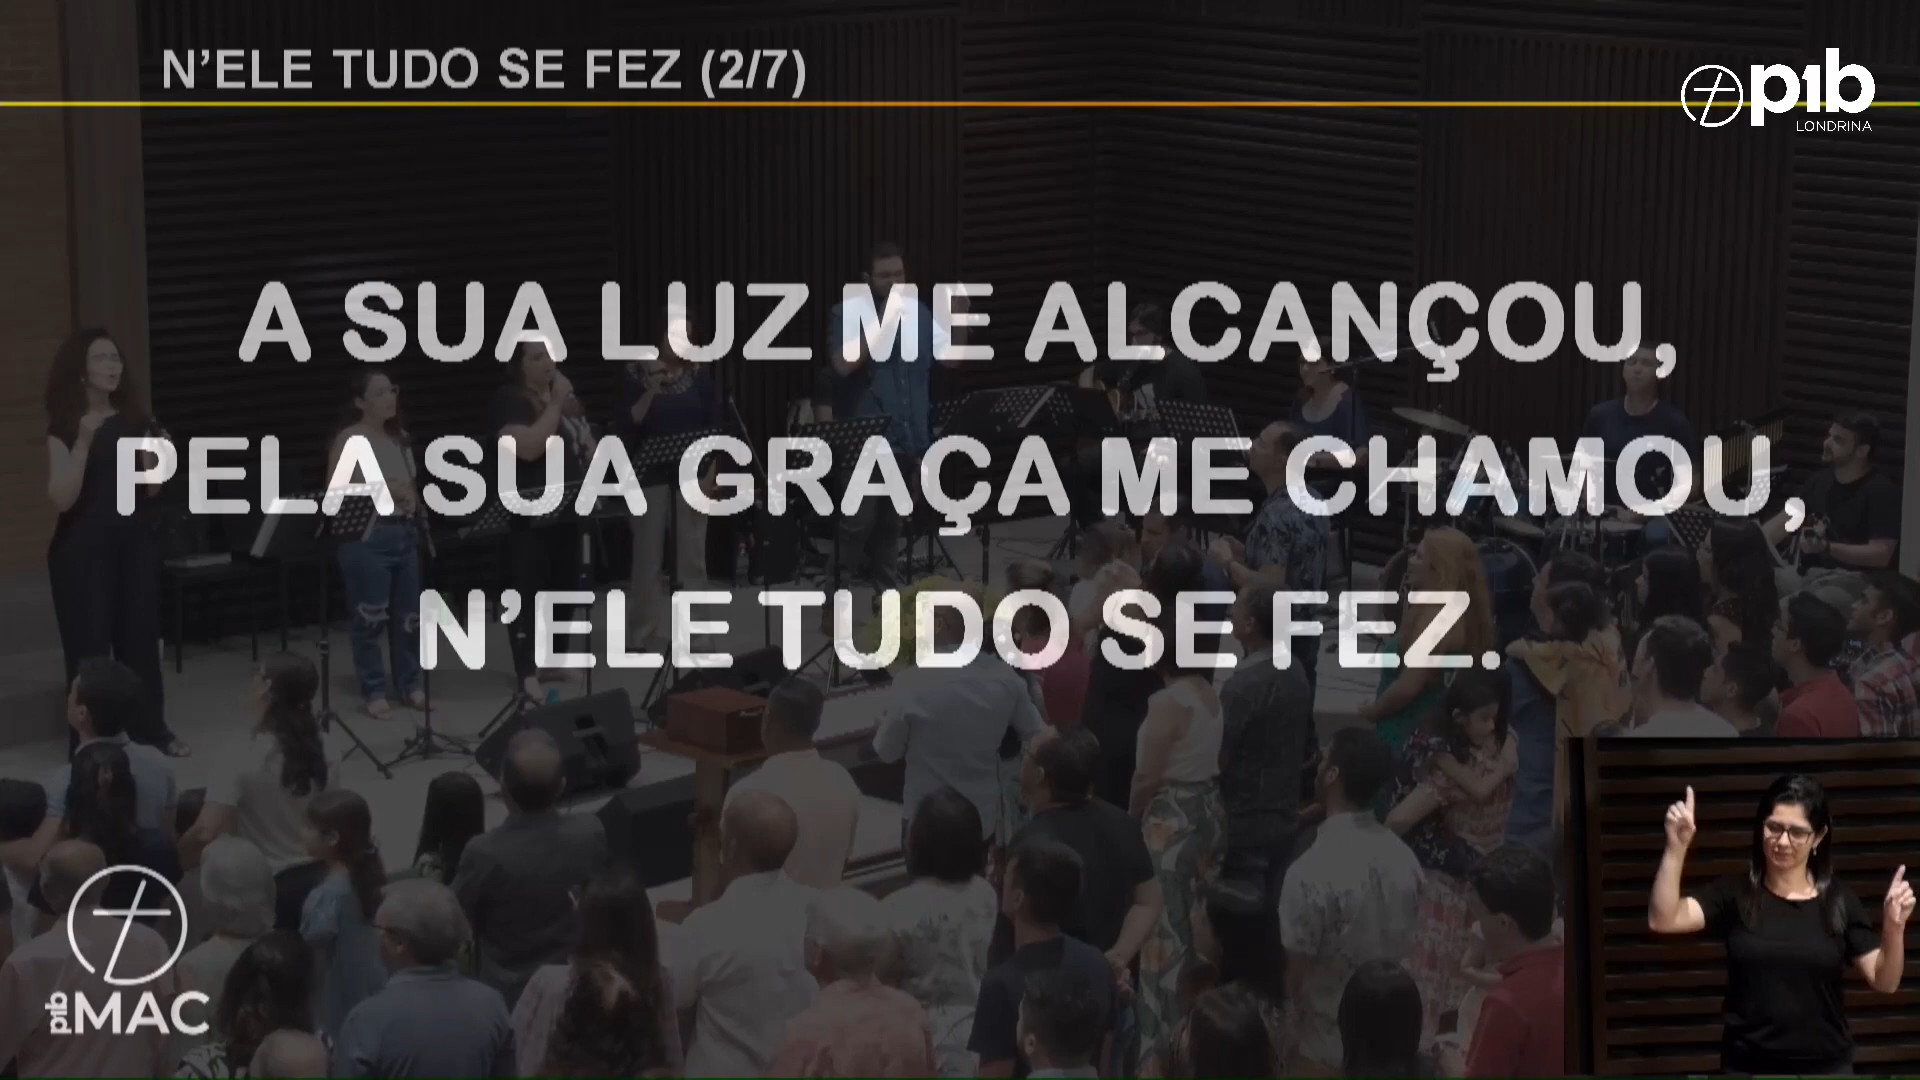 N’ELE TUDO SE FEZ (2/7)
p1b
LONDRINA
A SUA LUZ ME ALCANÇOU,
PELA SUA GRAÇA ME CHAMOU,
N’ELE TUDO SE FEZ.
pib MAC